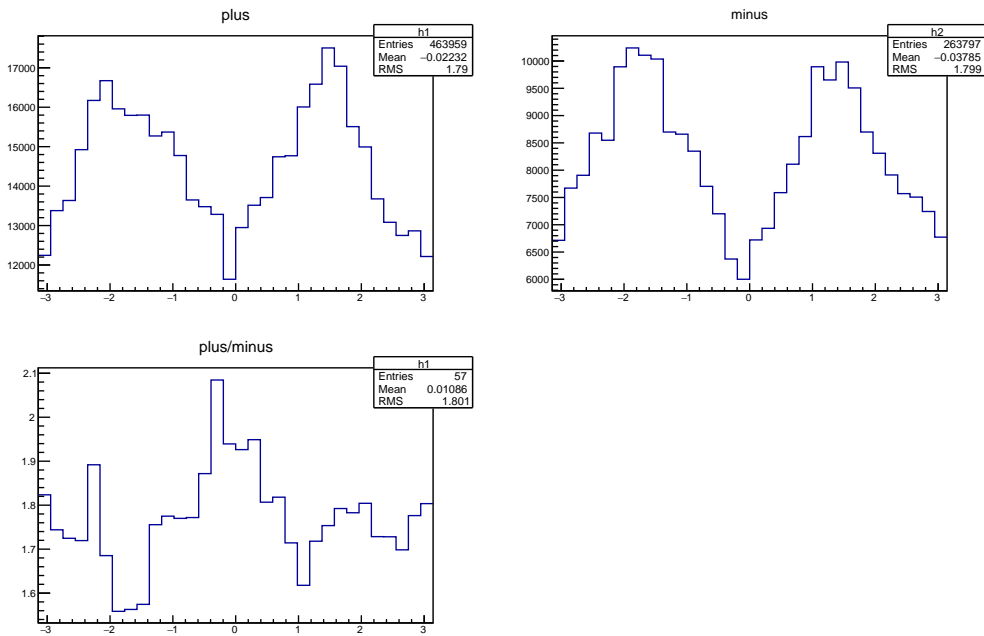 plus
h1
Entries 463959
Mean −0.02232
RMS 1.79
17000
16000
15000
14000
13000
12000
−3 −2 −1 0 1 2 3
minus
h2
Entries 263797
Mean −0.03785
RMS 1.799
10000
9500
9000
8500
8000
7500
7000
6500
6000
−3 −2 −1 0 1 2 3
plus/minus
h1
Entries 57
Mean 0.01086
RMS 1.801
2.1
2
1.9
1.8
1.7
1.6
−3 −2 −1 0 1 2 3